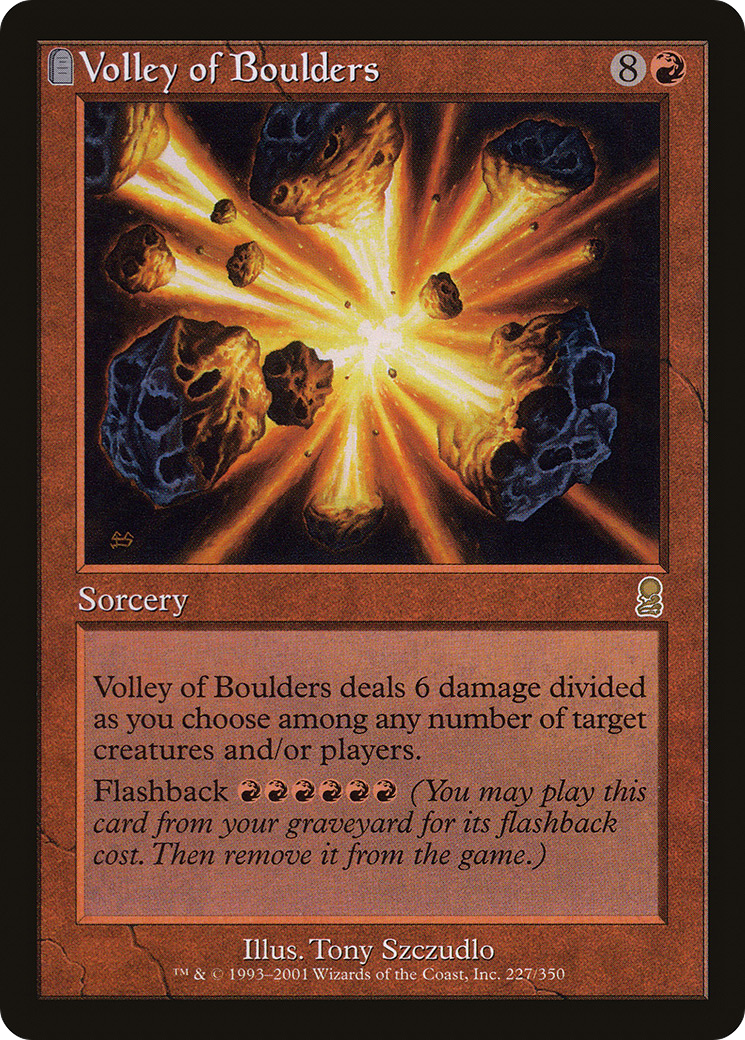 Volley of Boulders 8
Sorcery
Volley of Boulders deals 6 damage divided
as you choose among any number of target
creatures and/or players.
Flashback (You may play this
card from your graveyard for its flashback
cost. Then remove it from the game.)
Illus. Tony Szczudlo
™ & © 1993–2001 Wizards of the Coast, Inc. 227/350